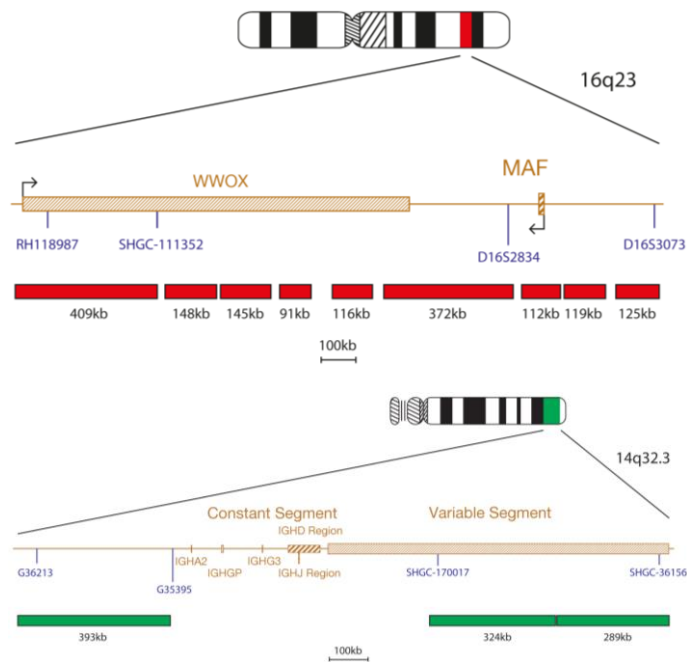 16q23
WWOX
MAF
RH118987
SHGC-111352
D16S2834
D16S3073
409kb
148kb
145kb
91kb
116kb
372kb
112kb
119kb
125kb
100kb
14q32.3
Constant Segment
Variable Segment
IGHD Region
G36213
G35395
IGHA2
IGHGP
IGHG3
IGHJ Region
SHGC-170017
SHGC-36156
393kb
324kb
289kb
100kb